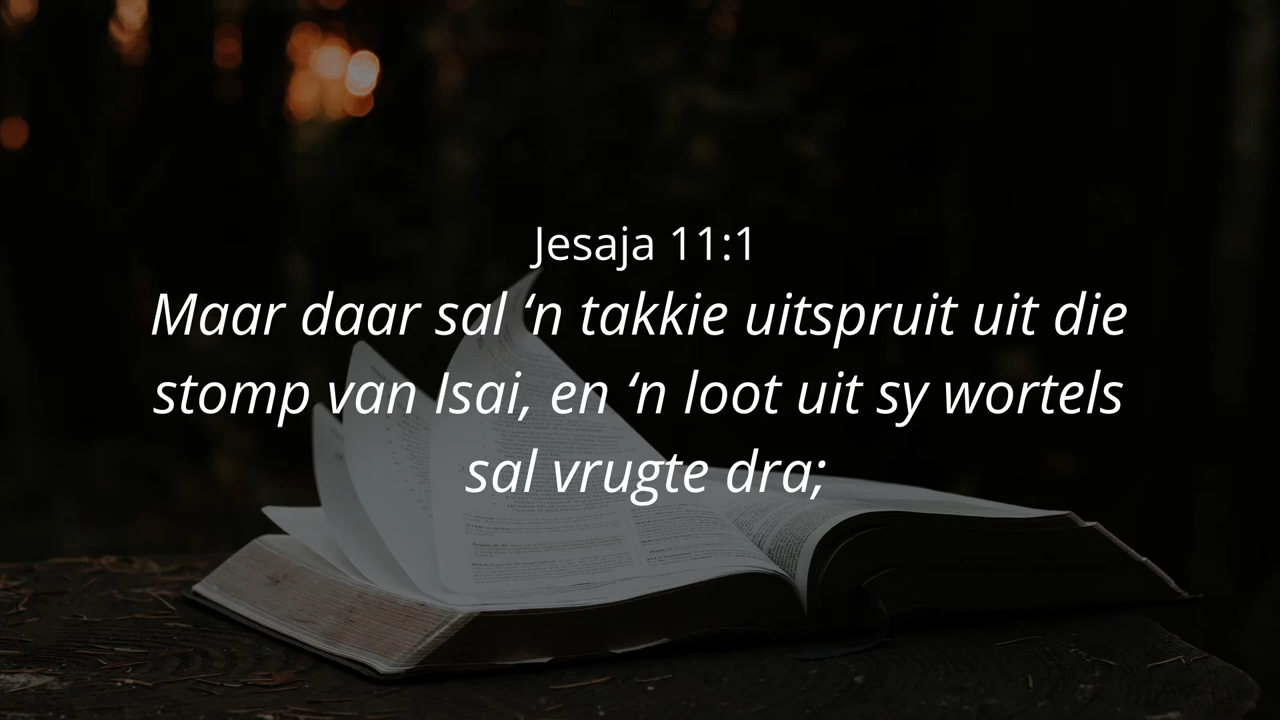 Jesaja 11:1
Maar daar sal ‘n takkie uitspruit uit die
stomp van Isai, en ‘n loot uit sy wortels
sal vrugte dra;